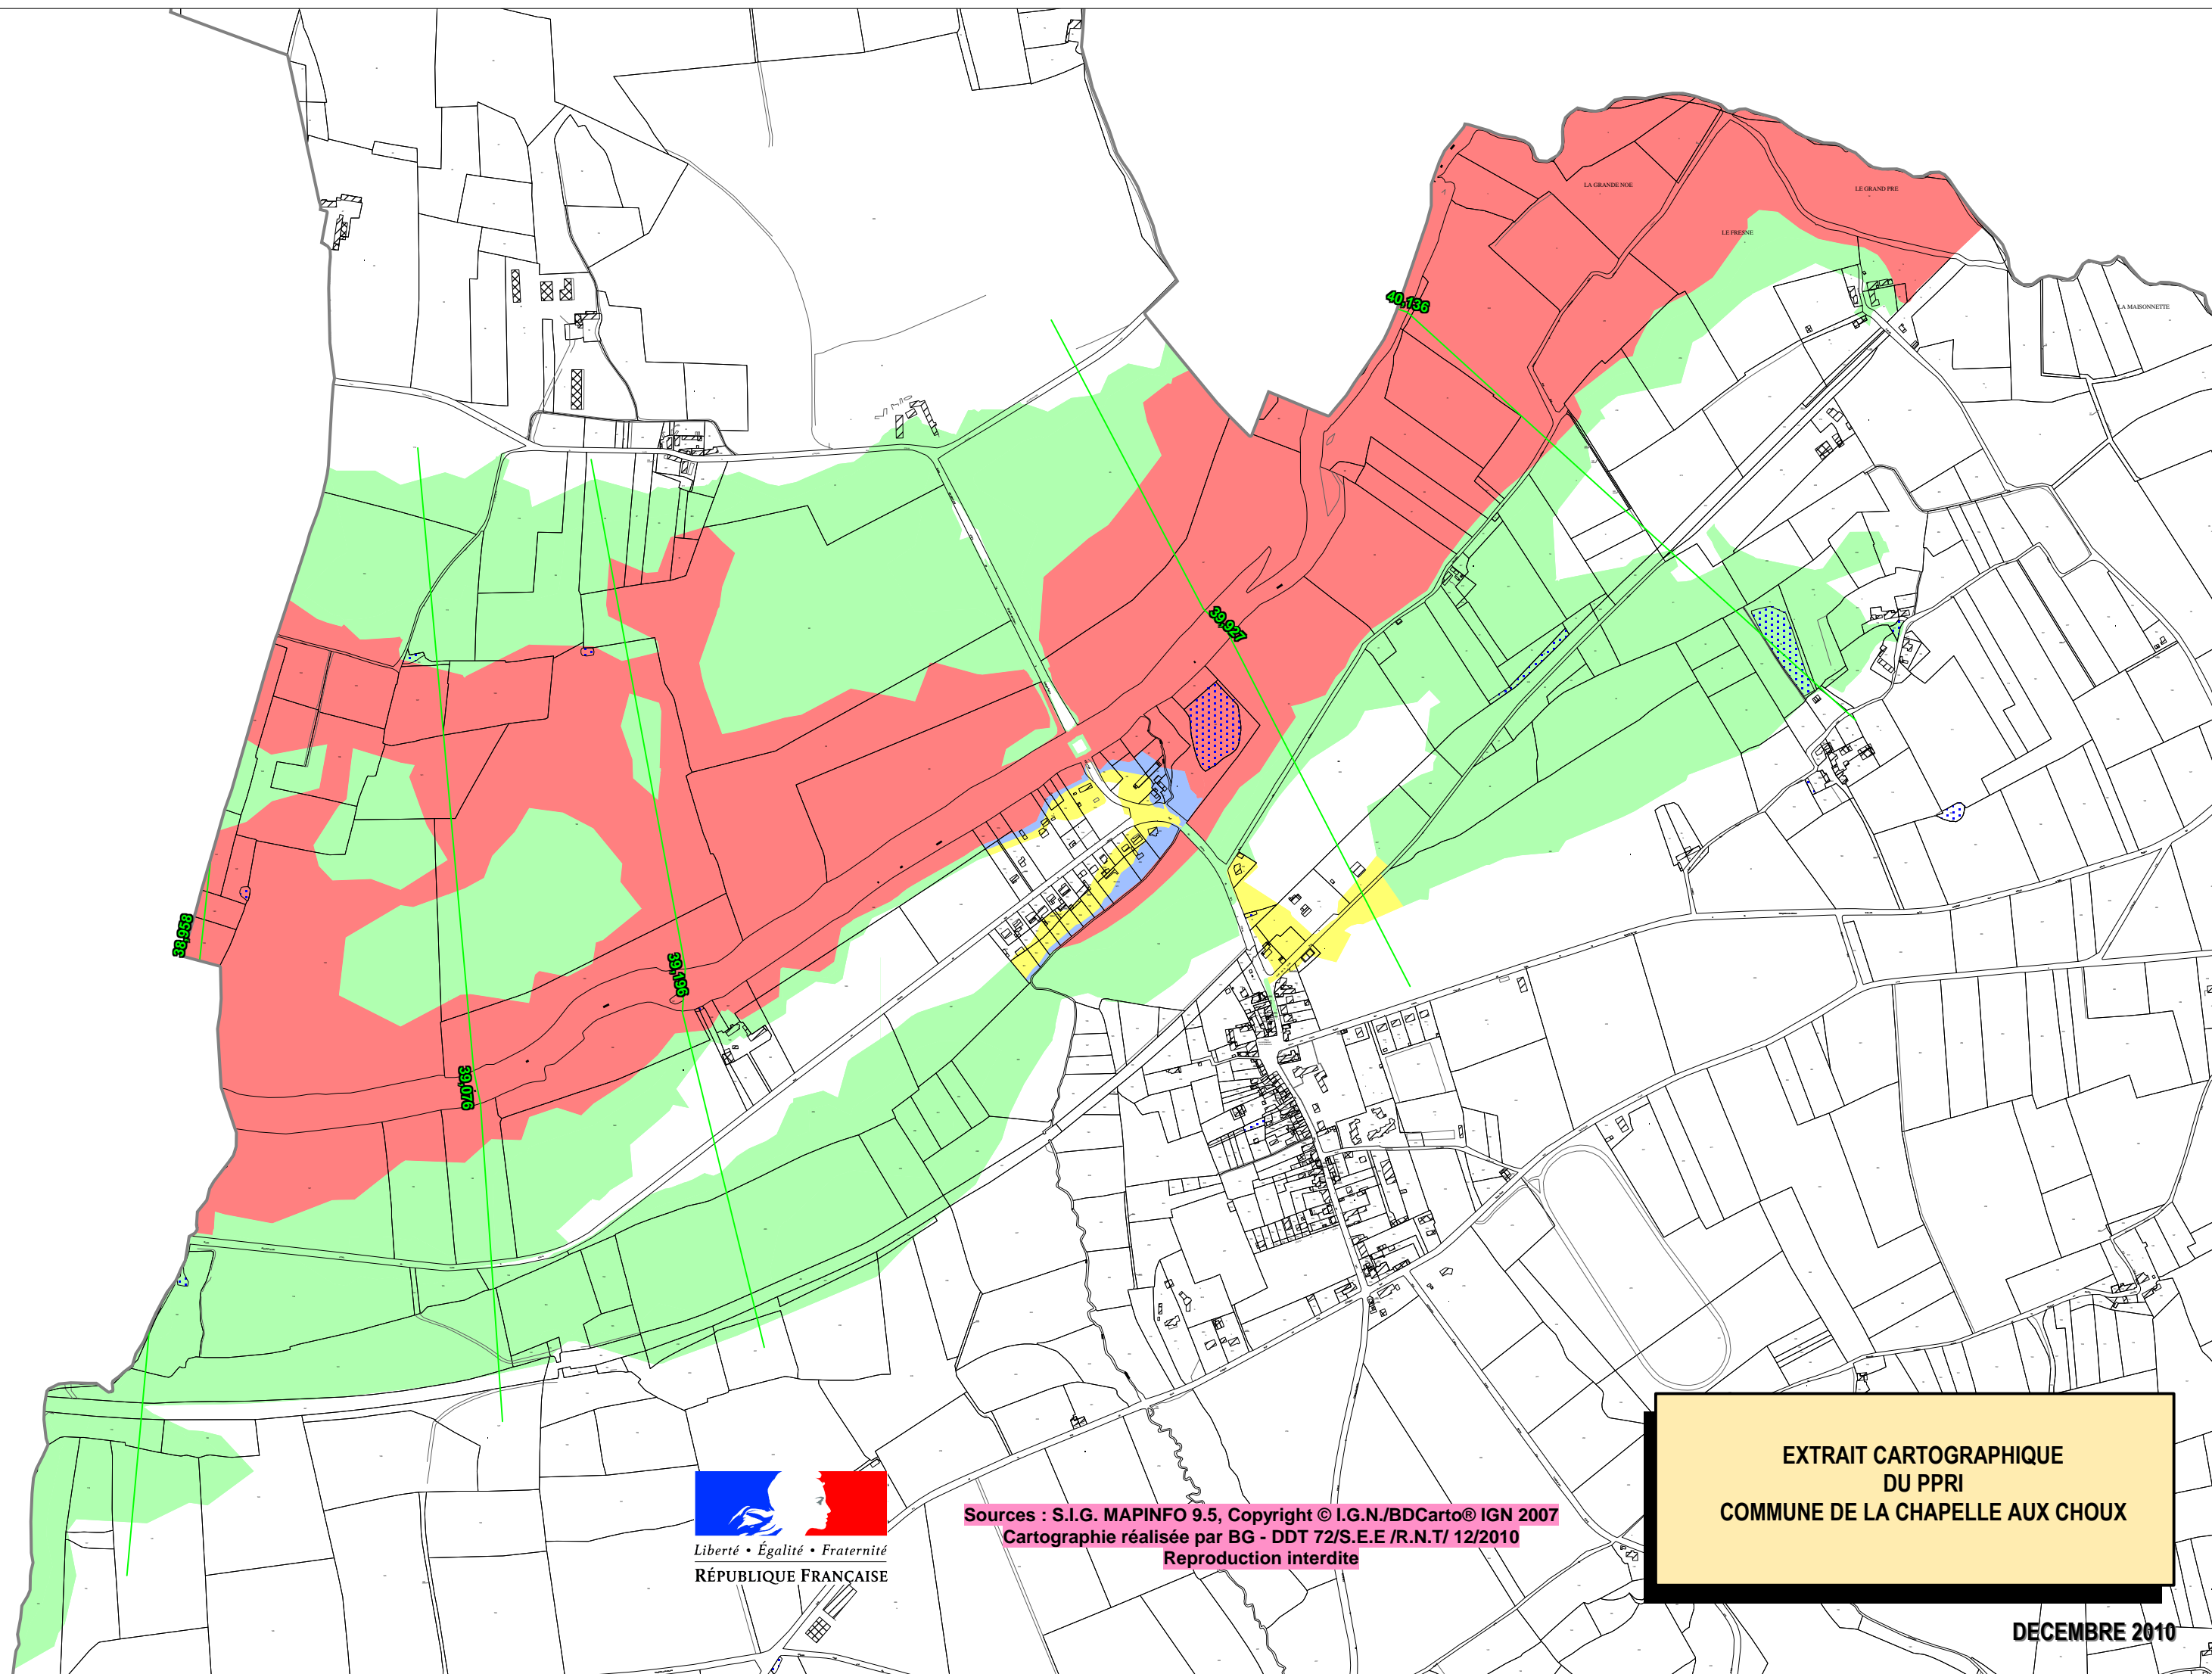 LA GRANDE NOE
LE GRAND PRE
LE FRESNE
LA MAISONNETTE
40,136
39,927
38,958
39,196
39,076
Liberté • Égalité • Fraternité
RÉPUBLIQUE FRANÇAISE
Sources : S.I.G. MAPINFO 9.5, Copyright © I.G.N./BDCarto® IGN 2007
Cartographie réalisée par BG - DDT 72/S.E.E /R.N.T/ 12/2010
Reproduction interdite
EXTRAIT CARTOGRAPHIQUE
DU PPRI
COMMUNE DE LA CHAPELLE AUX CHOUX
DECEMBRE 2010